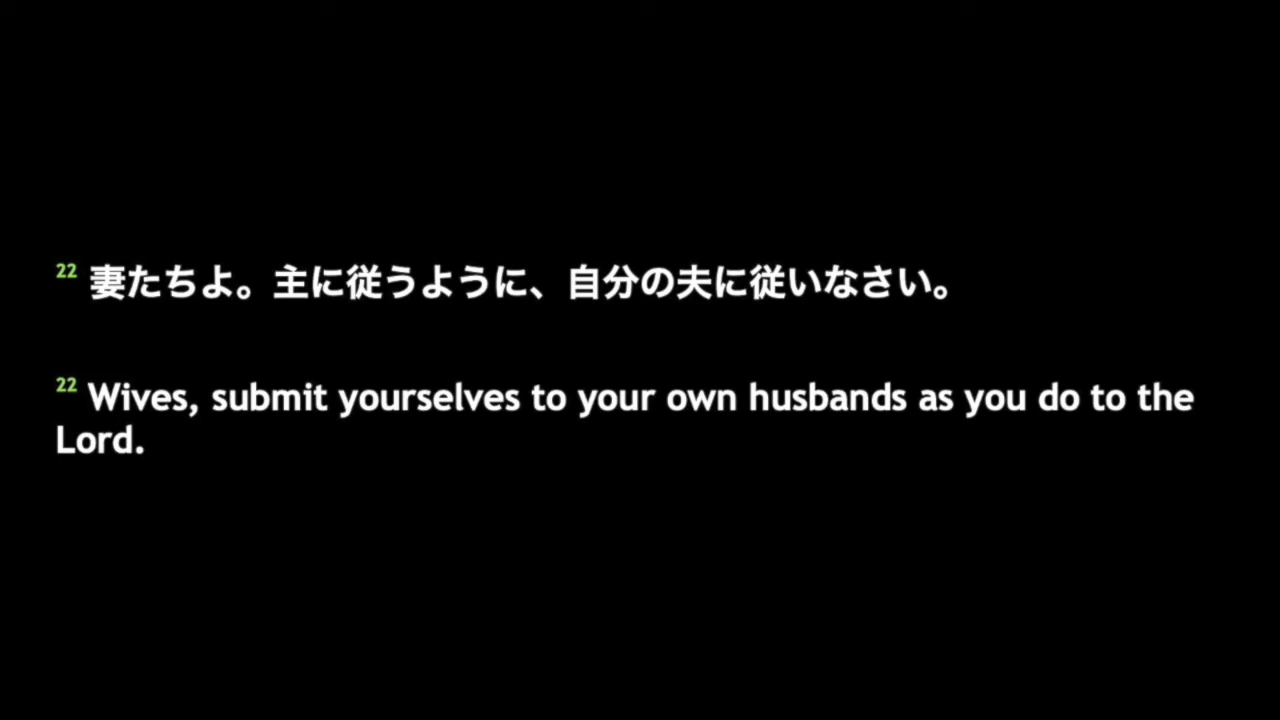 22 妻たちよ。主に従うように、自分の夫に従いなさい。
22 Wives, submit yourselves to your own husbands as you do to the
Lord.